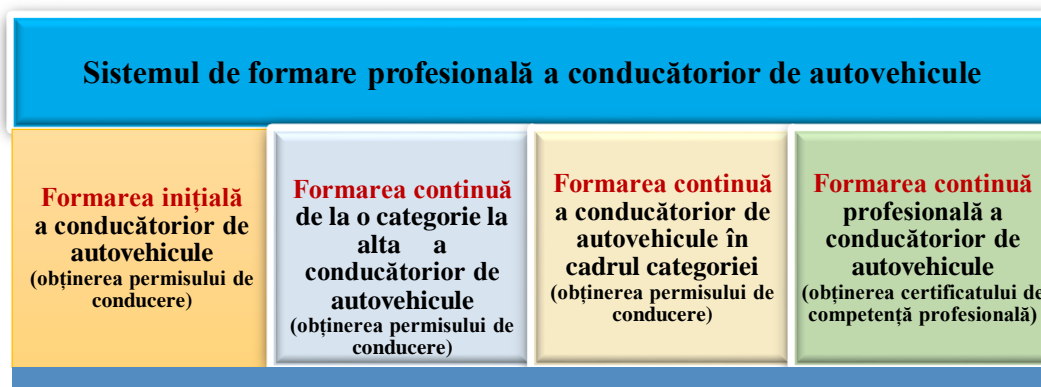 Sistemul de formare profesională a conducătorior de autovehicule
Formarea inițială
a conducătorior de
autovehicule
(obținerea permisului de
conducere)
Formarea continuă
de la o categorie la
alta a
conducătorior de
autovehicule
(obținerea permisului de
conducere)
Formarea continuă
a conducătorior de
autovehicule în
cadrul categoriei
(obținerea permisului de
conducere)
Formarea continuă
profesională a
conducătorior de
autovehicule
(obținerea certificatului de
competență profesională)